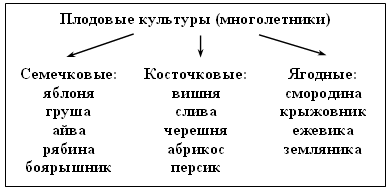 Плодовые культуры (многолетники)
Семечковые:
яблоня
груша
айва
рябина
боярышник
Косточковые:
вишня
слива
черешня
абрикос
персик
Ягодные:
смородина
крыжовник
ежевика
земляника